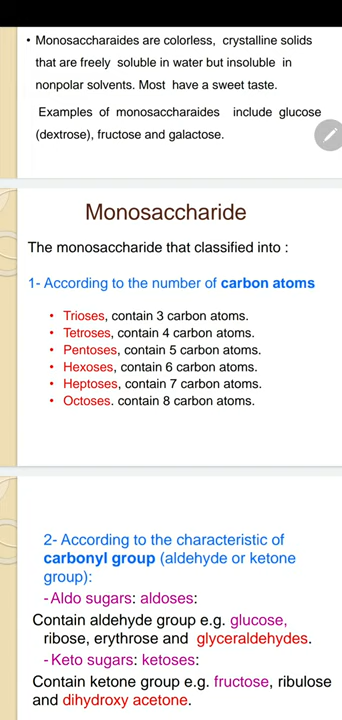 • Monosaccharaides are colorless, crystalline solids
that are freely soluble in water but insoluble in
nonpolar solvents. Most have a sweet taste.
Examples of monosaccharaides include glucose
(dextrose), fructose and galactose.
Monosaccharide
The monosaccharide that classified into :
1- According to the number of carbon atoms
• Trioses, contain 3 carbon atoms.
• Tetroses, contain 4 carbon atoms.
• Pentoses, contain 5 carbon atoms.
• Hexoses, contain 6 carbon atoms.
• Heptoses, contain 7 carbon atoms.
• Octoses. contain 8 carbon atoms.
2- According to the characteristic of
carbonyl group (aldehyde or ketone
group):
-Aldo sugars: aldoses:
Contain aldehyde group e.g. glucose,
ribose, erythrose and glyceraldehydes.
-Keto sugars: ketoses:
Contain ketone group e.g. fructose, ribulose
and dihydroxy acetone.